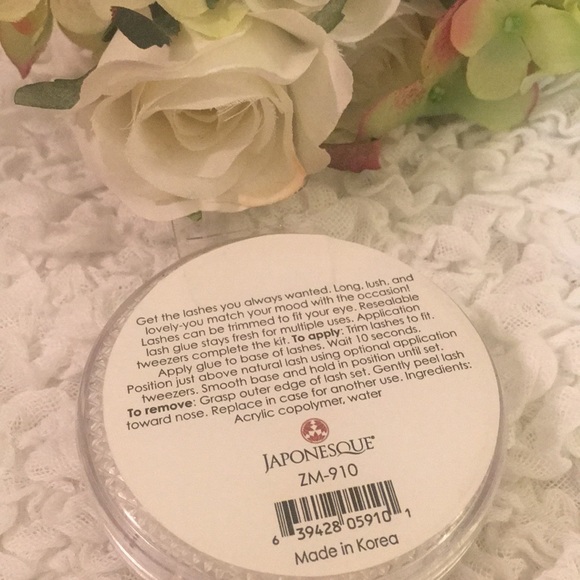 Get the lashes you always wanted. Long, lush, and
lovely-you match your mood with the occasion!
Lashes can be trimmed to fit your eye. Resealable
lash glue stays fresh for multiple uses. Application
tweezers complete the kit. To apply: Trim lashes to fit.
Apply glue to base of lashes. Wait 10 seconds.
Position just above natural lash using optional application
tweezers. Smooth base and hold in position until set.
To remove: Grasp outer edge of lash set. Gently peel lash
toward nose. Replace in case for another use. Ingredients:
Acrylic copolymer, water
JAPONESQUE®
ZM-910
6 39428 05910 1
Made in Korea